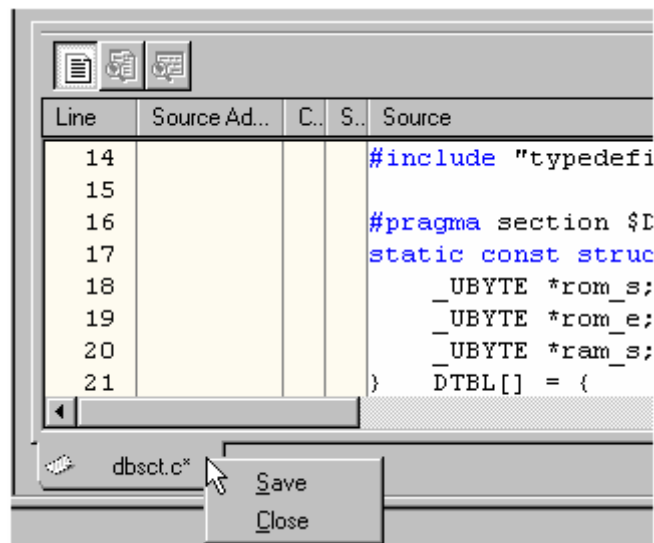 Line Source Ad... C.. S.. Source
14 #include "typedefi
15
16 #pragma section $D
17 static const struc
18 _UBYTE *rom_s;
19 _UBYTE *rom_e;
20 _UBYTE *ram_s;
21 } DTBL[] = {
dbsct.c*
Save
Close